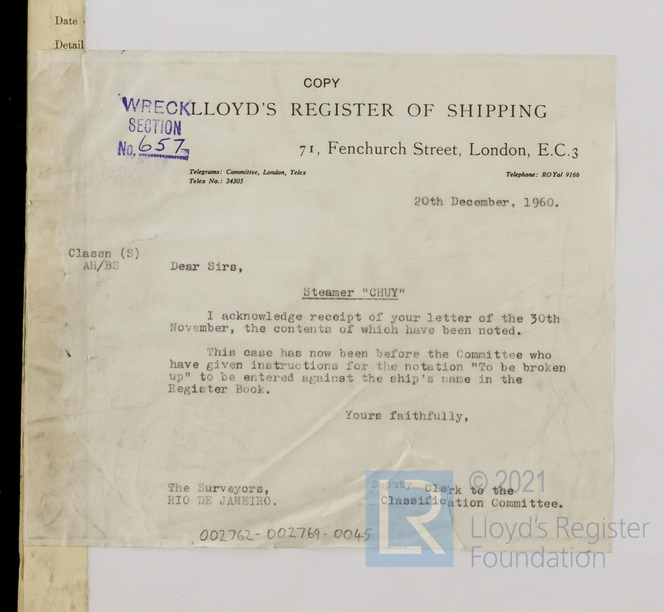 Date
Detail
COPY
WRECK
SECTION
No. 657
LLOYD'S REGISTER OF SHIPPING
71, Fenchurch Street, London, E.C.3
Telegrams: Committee, London, Telex
Telex No.: 24305
Telephone: ROYal 9166
20th December, 1960.
Classn (S)
AH/BS
Dear Sirs,
Steamer "CHUY"
I acknowledge receipt of your letter of the 30th
November, the contents of which have been noted.
This case has now been before the Committee who
have given instructions for the notation "To be broken
up" to be entered against the ship's name in the
Register Book.
Yours faithfully,
The Surveyors,
RIO DE JANEIRO.
Deputy Clerk to the
Classification Committee.
002762-002769-0045
LR
© 2021
Lloyd's Register
Foundation